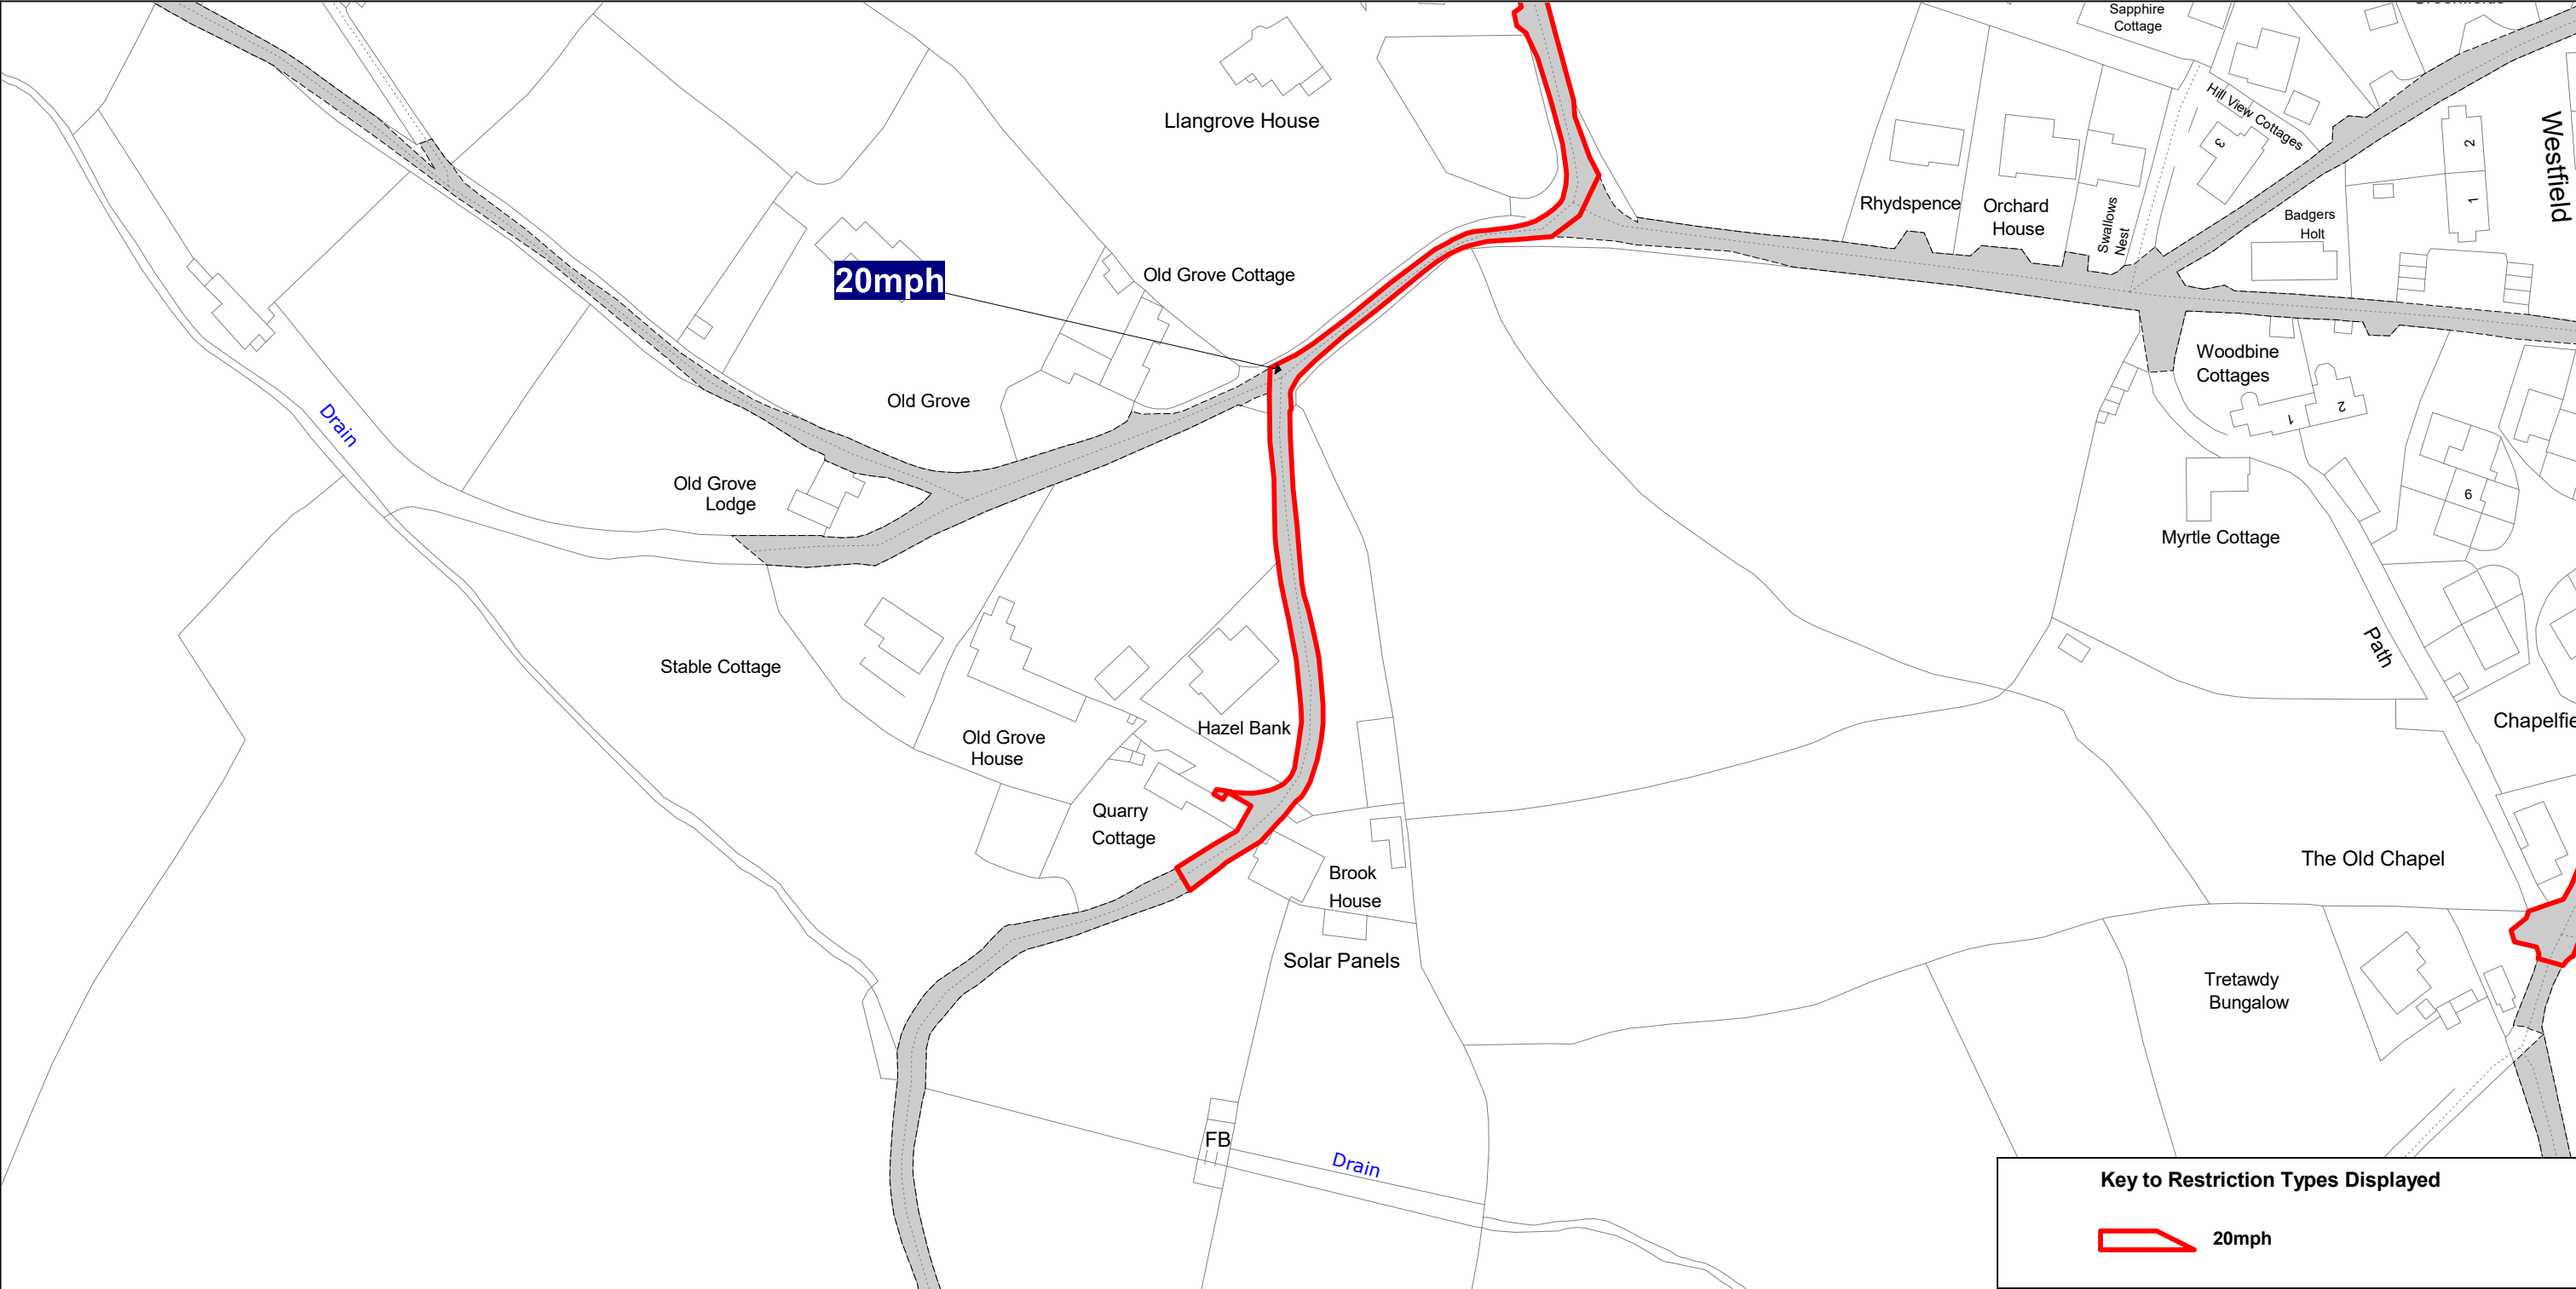 Sapphire
Cottage
Hill View Cottages
3
Llangrove House
Westfield
2
1
Rhydspence
Orchard
House
Swallows
Nest
Badgers
Holt
20mph
Old Grove Cottage
Woodbine
Cottages
1
2
Old Grove
Drain
Old Grove
Lodge
6
Myrtle Cottage
Path
Stable Cottage
Hazel Bank
Old Grove
House
Chapelfie
Quarry
Cottage
The Old Chapel
Brook
House
Solar Panels
Tretawdy
Bungalow
FB
Drain
Key to Restriction Types Displayed
20mph